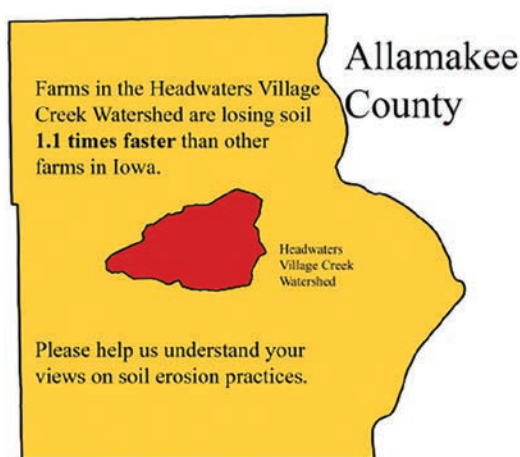 Allamakee
County
Farms in the Headwaters Village
Creek Watershed are losing soil
1.1 times faster than other
farms in Iowa.
Headwaters
Village Creek
Watershed
Please help us understand your
views on soil erosion practices.